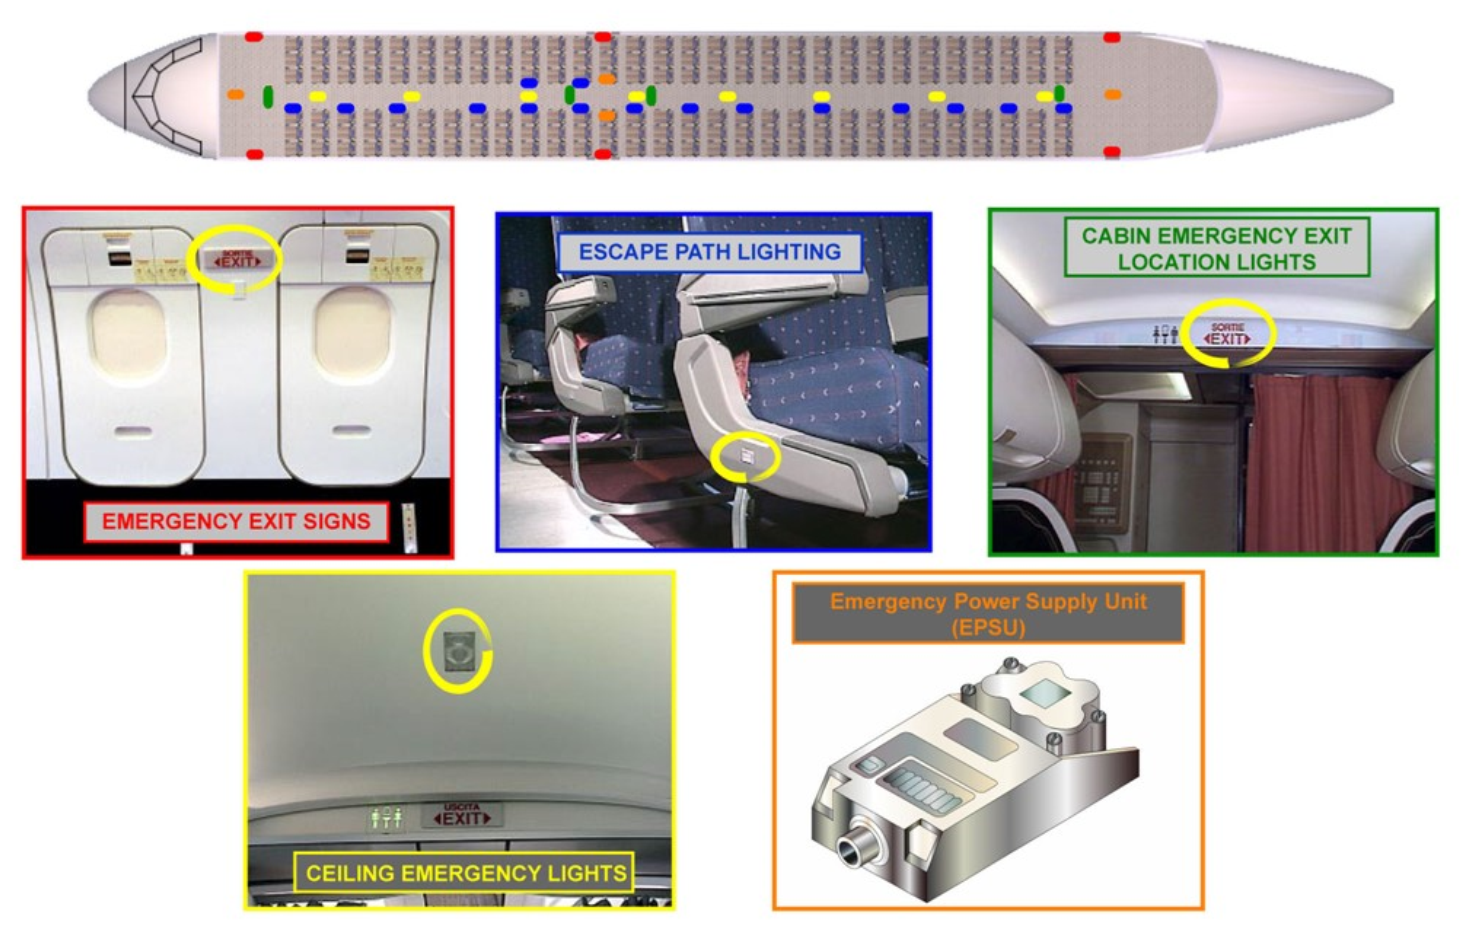 SORTIE
EXIT
EMERGENCY EXIT SIGNS
ESCAPE PATH LIGHTING
CABIN EMERGENCY EXIT
LOCATION LIGHTS
SORTIE
EXIT
USCITA
EXIT
CEILING EMERGENCY LIGHTS
Emergency Power Supply Unit
(EPSU)